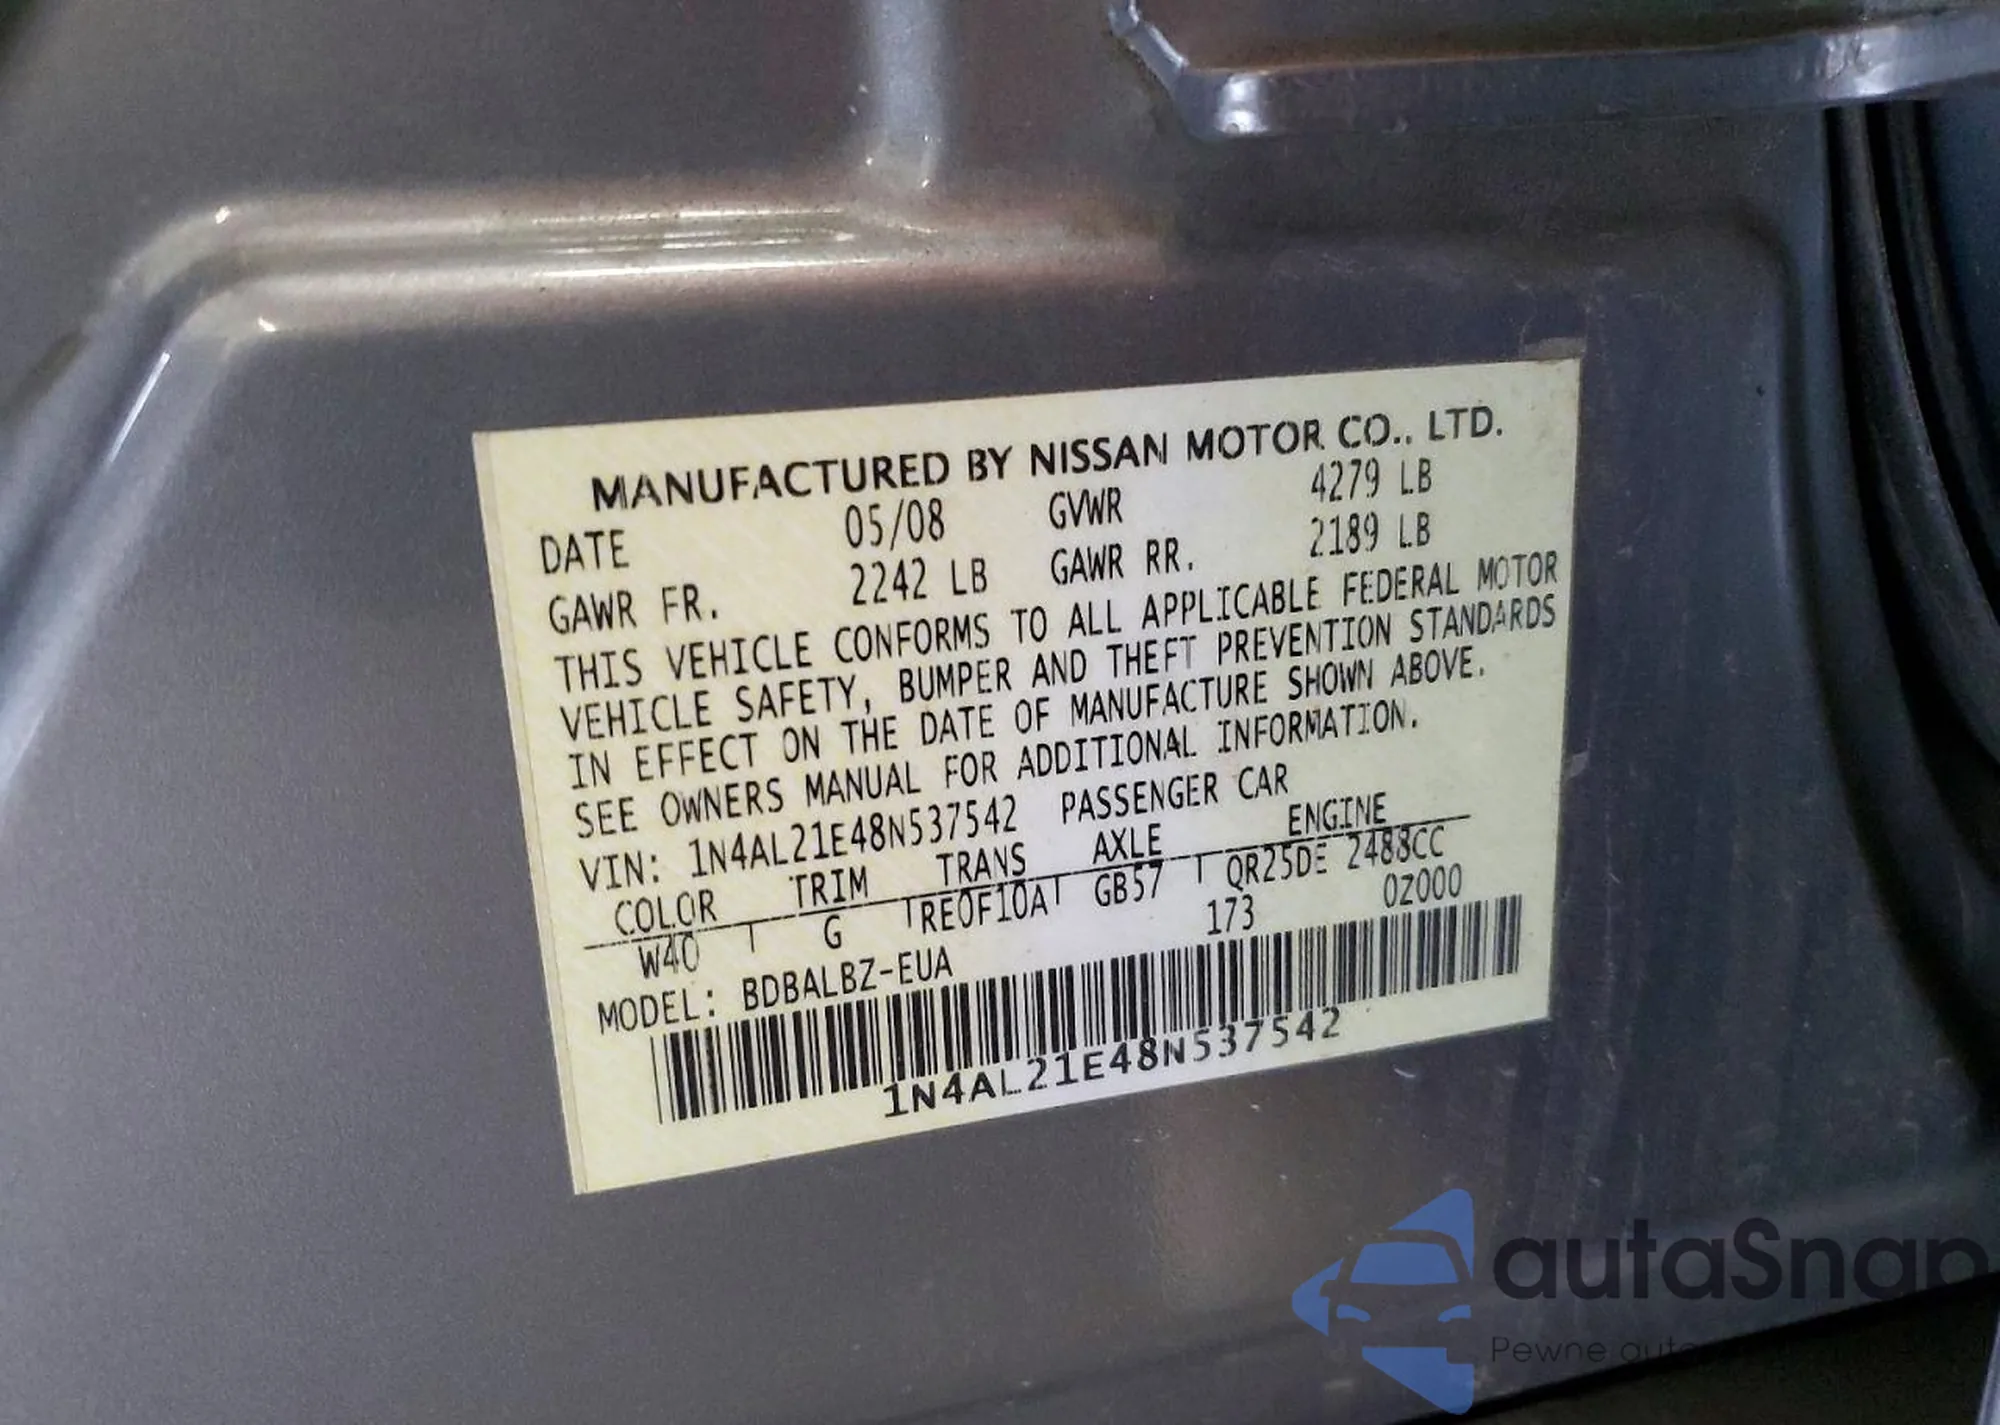 MANUFACTURED BY NISSAN MOTOR CO., LTD.
DATE 05/08 GVWR 4279 LB
GAWR FR. 2242 LB GAWR RR. 2189 LB
THIS VEHICLE CONFORMS TO ALL APPLICABLE FEDERAL MOTOR
VEHICLE SAFETY, BUMPER AND THEFT PREVENTION STANDARDS
IN EFFECT ON THE DATE OF MANUFACTURE SHOWN ABOVE.
SEE OWNERS MANUAL FOR ADDITIONAL INFORMATION.
VIN: 1N4AL21E48N537542 PASSENGER CAR
COLOR TRIM TRANS AXLE ENGINE
W40 G RE0F10A GB57 QR25DE 2488CC
173 0Z000
MODEL: BDBALBZ-EUA
1N4AL21E48N537542
autaSnap
Pewne